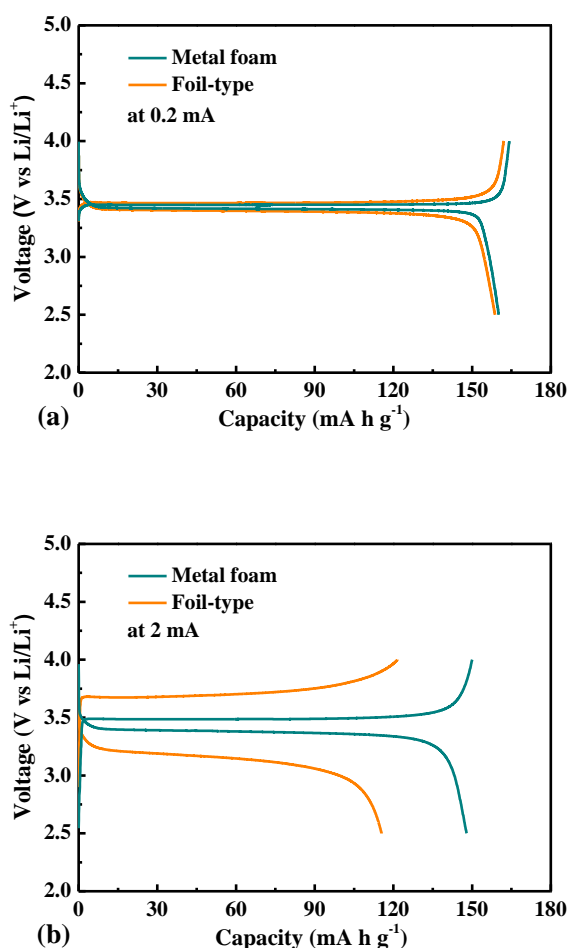 5.0
Metal foam
4.5
Foil-type
at 0.2 mA
4.0
3.5
3.0
2.5
2.0
0 30 60 90 120 150 180
Voltage (V vs Li/Li⁺)
(a) Capacity (mA h g⁻¹)
5.0
Metal foam
4.5
Foil-type
at 2 mA
4.0
3.5
3.0
2.5
2.0
0 30 60 90 120 150 180
Voltage (V vs Li/Li⁺)
(b) Capacity (mA h g⁻¹)